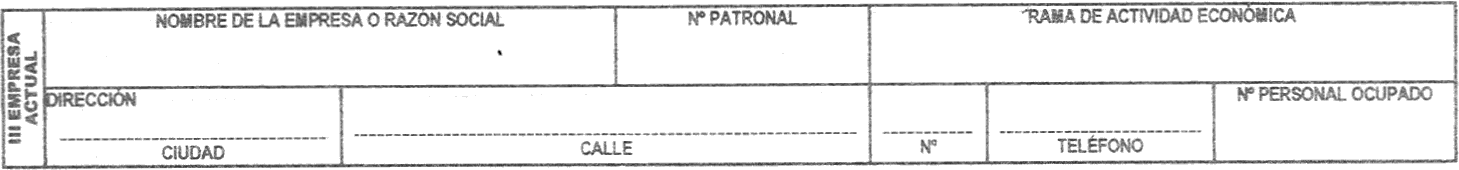 III EMPRESA
ACTUAL
NOMBRE DE LA EMPRESA O RAZÓN SOCIAL
Nº PATRONAL
RAMA DE ACTIVIDAD ECONÓMICA
DIRECCIÓN
CIUDAD
CALLE
Nº
TELÉFONO
Nº PERSONAL OCUPADO